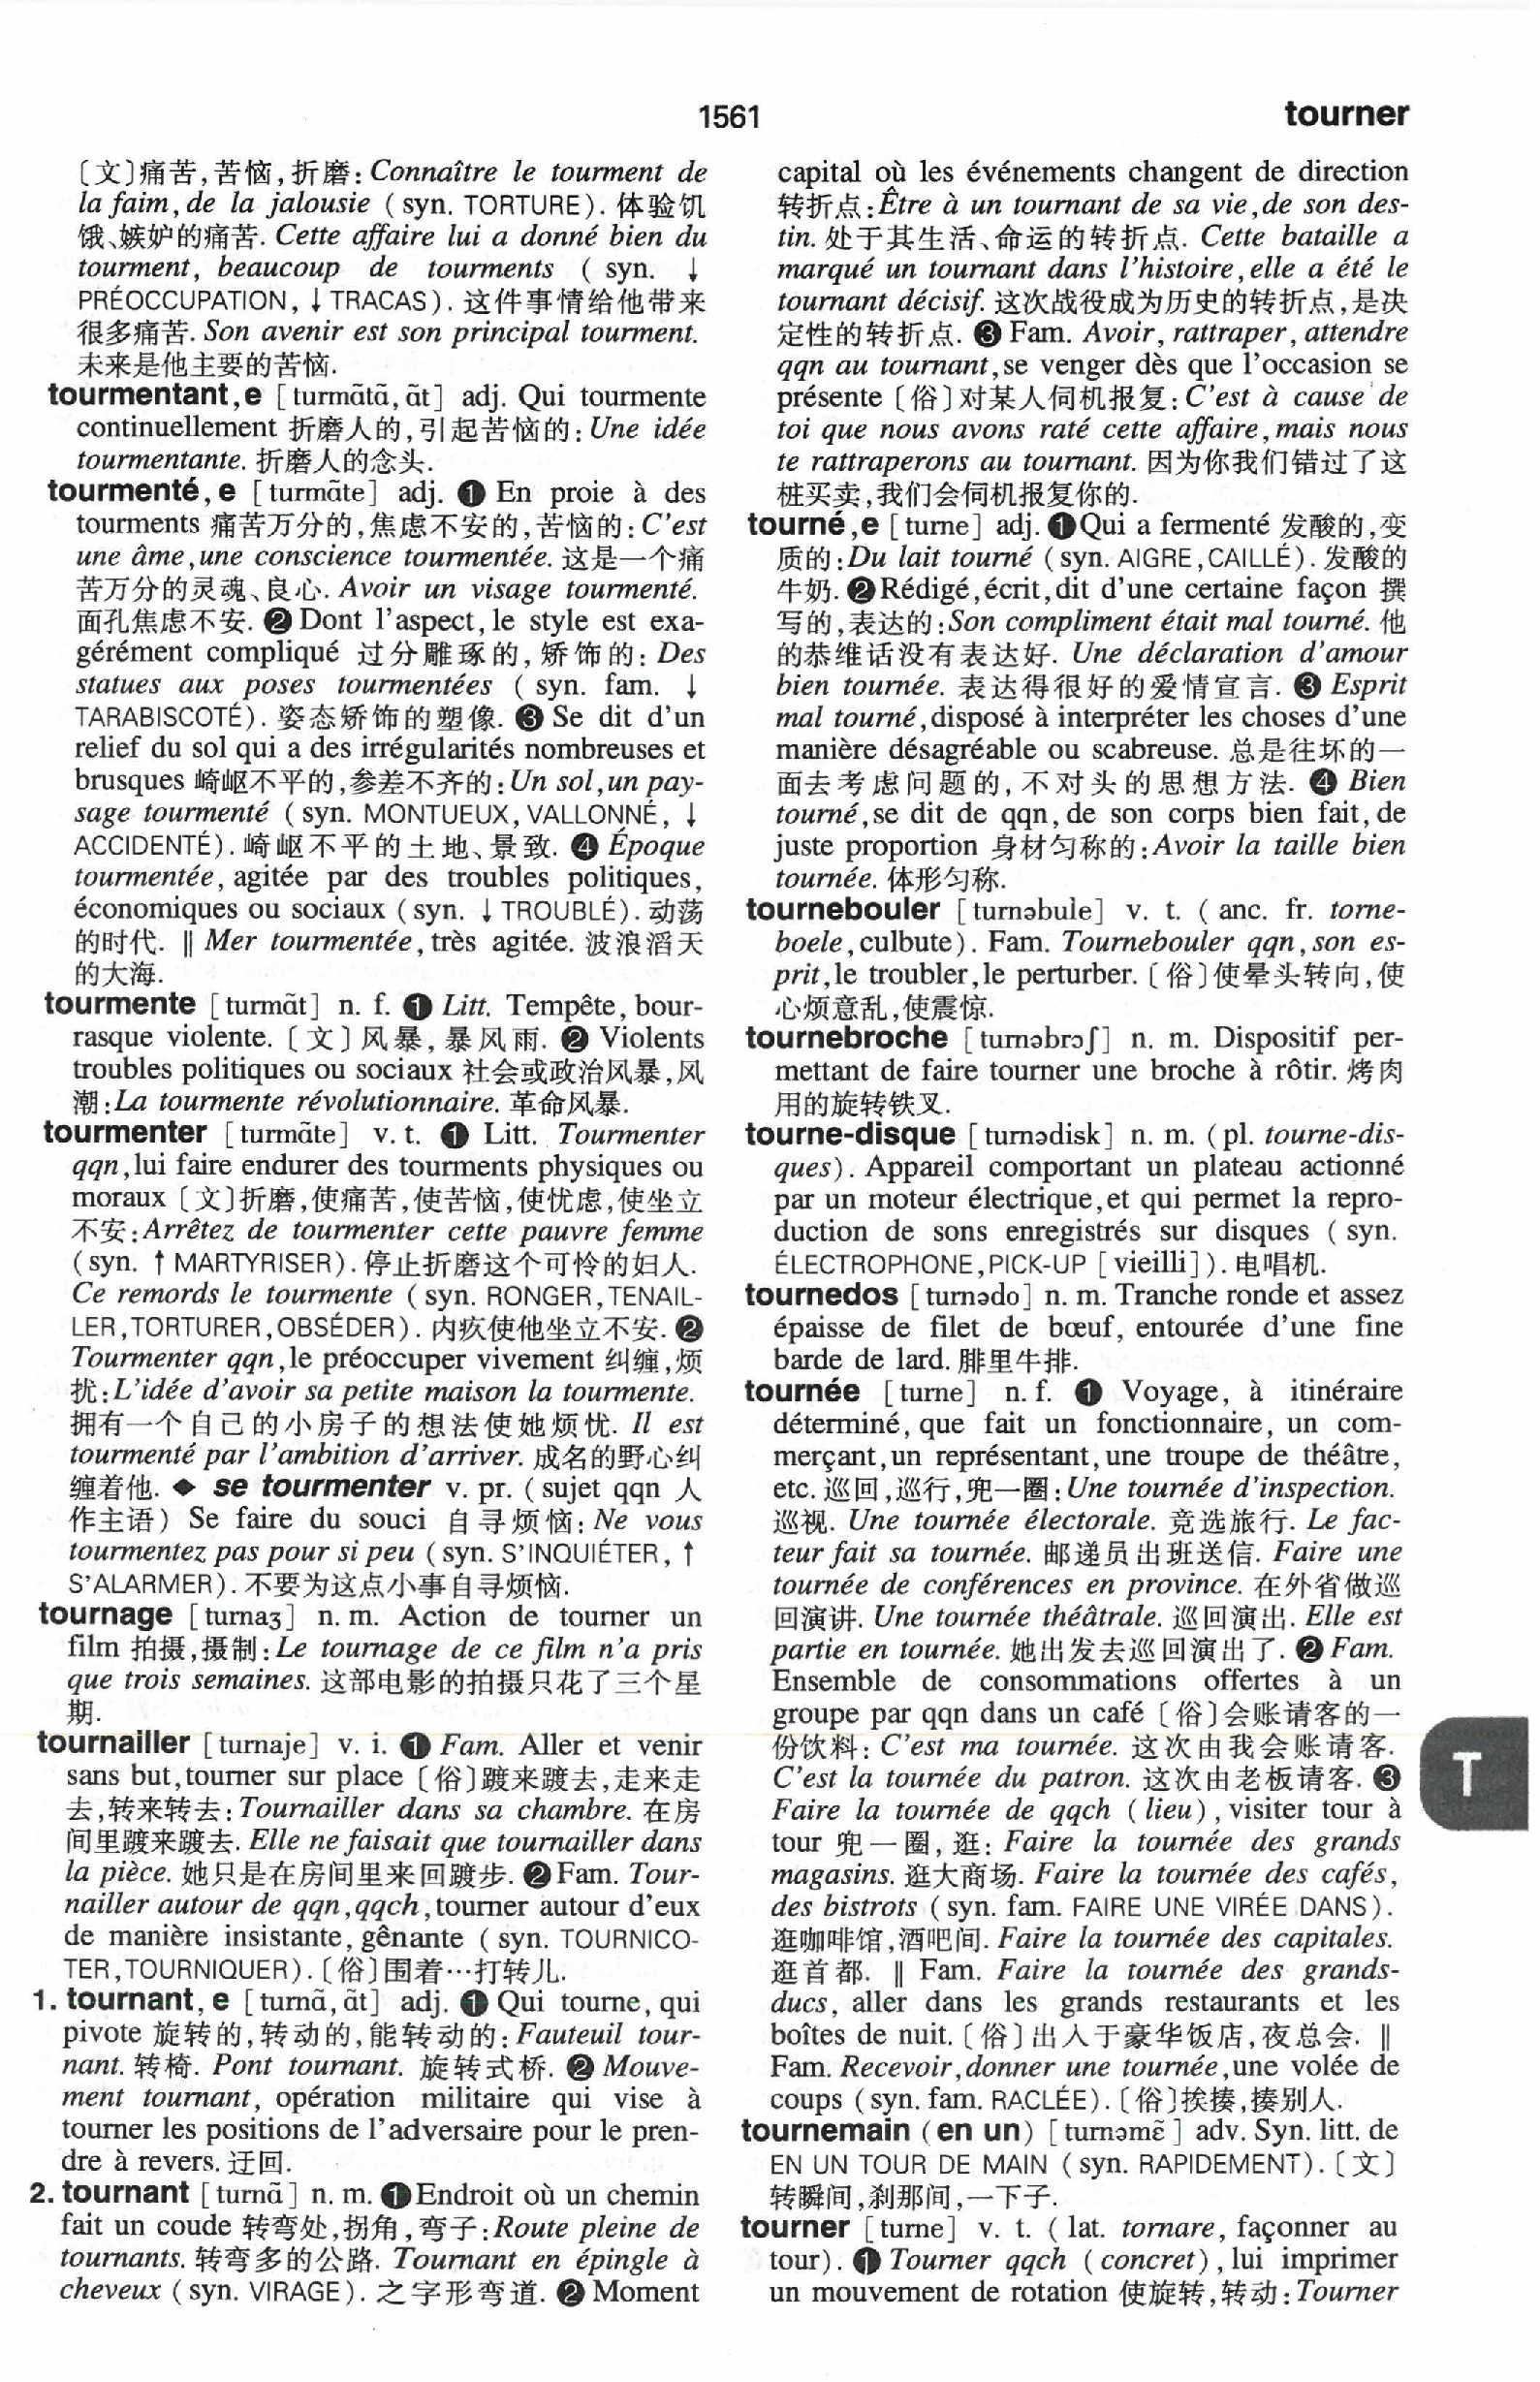 1561
tourner
〔文〕痛苦,苦恼,折磨: Connaître le tourment de
la faim, de la jalousie ( syn. TORTURE). 体验饥
饿、嫉妒的痛苦. Cette affaire lui a donné bien du
tourment, beaucoup de tourments ( syn. ↓
PRÉOCCUPATION, ↓ TRACAS). 这件事情给他带来
很多痛苦. Son avenir est son principal tourment.
未来是他主要的苦恼.
tourmentant,e [turmɑ̃tɑ̃, ɑ̃t] adj. Qui tourmente
continuellement 折磨人的,引起苦恼的: Une idée
tourmentante. 折磨人的念头.
tourmenté,e [turmɑ̃te] adj. ❶ En proie à des
tourments 痛苦万分的,焦虑不安的,苦恼的: C'est
une âme, une conscience tourmentée. 这是一个痛
苦万分的灵魂、良心. Avoir un visage tourmenté.
面孔焦虑不安. ❷ Dont l'aspect, le style est exa-
gérément compliqué 过分雕琢的, 矫饰的: Des
statues aux poses tourmentées ( syn. fam. ↓
TARABISCOTÉ). 姿态矫饰的塑像. ❸ Se dit d'un
relief du sol qui a des irrégularités nombreuses et
brusques 崎岖不平的,参差不齐的: Un sol, un pay-
sage tourmenté ( syn. MONTUEUX, VALLONNÉ, ↓
ACCIDENTÉ). 崎岖不平的土地、景致. ❹ Époque
tourmentée, agitée par des troubles politiques,
économiques ou sociaux ( syn. ↓ TROUBLÉ). 动荡
的时代. ‖ Mer tourmentée, très agitée. 波浪滔天
的大海.
tourmente [turmɑ̃t] n. f. ❶ Litt. Tempête, bour-
rasque violente. 〔文〕风暴, 暴风雨. ❷ Violents
troubles politiques ou sociaux 社会或政治风暴,风
潮: La tourmente révolutionnaire. 革命风暴.
tourmenter [turmɑ̃te] v. t. ❶ Litt. Tourmenter
qqn, lui faire endurer des tourments physiques ou
moraux 〔文〕折磨,使痛苦,使苦恼,使忧虑,使坐立
不安: Arrêtez de tourmenter cette pauvre femme
(syn. ↑ MARTYRISER). 停止折磨这个可怜的妇人.
Ce remords le tourmente ( syn. RONGER, TENAIL-
LER, TORTURER, OBSÉDER). 内疚使他坐立不安. ❷
Tourmenter qqn, le préoccuper vivement 纠缠,烦
扰: L'idée d'avoir sa petite maison la tourmente.
拥有一个自己的小房子的想法使她烦忧. Il est
tourmenté par l'ambition d'arriver. 成名的野心纠
缠着他. ◆ se tourmenter v. pr. ( sujet qqn 人
作主语) Se faire du souci 自寻烦恼: Ne vous
tourmentez pas pour si peu ( syn. S'INQUIÉTER, ↑
S'ALARMER). 不要为这点小事自寻烦恼.
tournage [turnaʒ] n. m. Action de tourner un
film 拍摄,摄制: Le tournage de ce film n'a pris
que trois semaines. 这部电影的拍摄只花了三个星
期.
tournailler [turnaje] v. i. ❶ Fam. Aller et venir
sans but, tourner sur place 〔俗〕踱来踱去,走来走
去,转来转去: Tournailler dans sa chambre. 在房
间里踱来踱去. Elle ne faisait que tournailler dans
la pièce. 她只是在房间里来回踱步. ❷ Fam. Tour-
nailler autour de qqn, qqch, tourner autour d'eux
de manière insistante, gênante ( syn. TOURNICO-
TER, TOURNIQUER). 〔俗〕围着…打转儿.
1. tournant, e [turnɑ̃, ɑ̃t] adj. ❶ Qui tourne, qui
pivote 旋转的,转动的,能转动的: Fauteuil tour-
nant. 转椅. Pont tournant. 旋转式桥. ❷ Mouve-
ment tournant, opération militaire qui vise à
tourner les positions de l'adversaire pour le pren-
dre à revers. 迂回.
2. tournant [turnɑ̃] n. m. ❶ Endroit où un chemin
fait un coude 转弯处,拐角,弯子: Route pleine de
tournants. 转弯多的公路. Tournant en épingle à
cheveux ( syn. VIRAGE). 之字形弯道. ❷ Moment
capital où les événements changent de direction
转折点: Être à un tournant de sa vie, de son des-
tin. 处于其生活、命运的转折点. Cette bataille a
marqué un tournant dans l'histoire, elle a été le
tournant décisif. 这次战役成为历史的转折点,是决
定性的转折点. ❸ Fam. Avoir, rattraper, attendre
qqn au tournant, se venger dès que l'occasion se
présente 〔俗〕对某人伺机报复: C'est à cause de
toi que nous avons raté cette affaire, mais nous
te rattraperons au tournant. 因为你我们错过了这
桩买卖,我们会伺机报复你的.
tourné,e [turne] adj. ❶ Qui a fermenté 发酸的,变
质的: Du lait tourné ( syn. AIGRE, CAILLÉ). 发酸的
牛奶. ❷ Rédigé, écrit, dit d'une certaine façon 撰
写的,表达的: Son compliment était mal tourné. 他
的恭维话没有表达好. Une déclaration d'amour
bien tournée. 表达得很好的爱情宣言. ❸ Esprit
mal tourné, disposé à interpréter les choses d'une
manière désagréable ou scabreuse. 总是往坏的一
面去考虑问题的, 不对头的思想方法. ❹ Bien
tourné, se dit de qqn, de son corps bien fait, de
juste proportion 身材匀称的: Avoir la taille bien
tournée. 体形匀称.
tournebouler [turnəbule] v. t. ( anc. fr. torne-
boele, culbute). Fam. Tournebouler qqn, son es-
prit, le troubler, le perturber. 〔俗〕使晕头转向,使
心烦意乱,使震惊.
tournebroche [turnəbrɔʃ] n. m. Dispositif per-
mettant de faire tourner une broche à rôtir. 烤肉
用的旋转铁叉.
tourne-disque [turnədisk] n. m. ( pl. tourne-dis-
ques). Appareil comportant un plateau actionné
par un moteur électrique, et qui permet la repro-
duction de sons enregistrés sur disques ( syn.
ÉLECTROPHONE, PICK-UP [vieilli]). 电唱机.
tournedos [turnədo] n. m. Tranche ronde et assez
épaisse de filet de bœuf, entourée d'une fine
barde de lard. 腓里牛排.
tournée [turne] n. f. ❶ Voyage, à itinéraire
déterminé, que fait un fonctionnaire, un com-
merçant, un représentant, une troupe de théâtre,
etc. 巡回,巡行,兜一圈: Une tournée d'inspection.
巡视. Une tournée électorale. 竞选旅行. Le fac-
teur fait sa tournée. 邮递员出班送信. Faire une
tournée de conférences en province. 在外省做巡
回演讲. Une tournée théâtrale. 巡回演出. Elle est
partie en tournée. 她出发去巡回演出了. ❷ Fam.
Ensemble de consommations offertes à un
groupe par qqn dans un café 〔俗〕会账请客的一
份饮料: C'est ma tournée. 这次由我会账请客.
C'est la tournée du patron. 这次由老板请客. ❸
Faire la tournée de qqch ( lieu), visiter tour à
tour 兜一圈, 逛: Faire la tournée des grands
magasins. 逛大商场. Faire la tournée des cafés,
des bistrots ( syn. fam. FAIRE UNE VIRÉE DANS).
逛咖啡馆,酒吧间. Faire la tournée des capitales.
逛首都. ‖ Fam. Faire la tournée des grands-
ducs, aller dans les grands restaurants et les
boîtes de nuit. 〔俗〕出入于豪华饭店,夜总会. ‖
Fam. Recevoir, donner une tournée, une volée de
coups ( syn. fam. RACLÉE). 〔俗〕挨揍,揍别人.
tournemain ( en un) [turnəmɛ̃] adv. Syn. litt. de
EN UN TOUR DE MAIN ( syn. RAPIDEMENT). 〔文〕
转瞬间,刹那间,一下子.
tourner [turne] v. t. ( lat. tornare, façonner au
tour). ❶ Tourner qqch ( concret), lui imprimer
un mouvement de rotation 使旋转,转动: Tourner
T